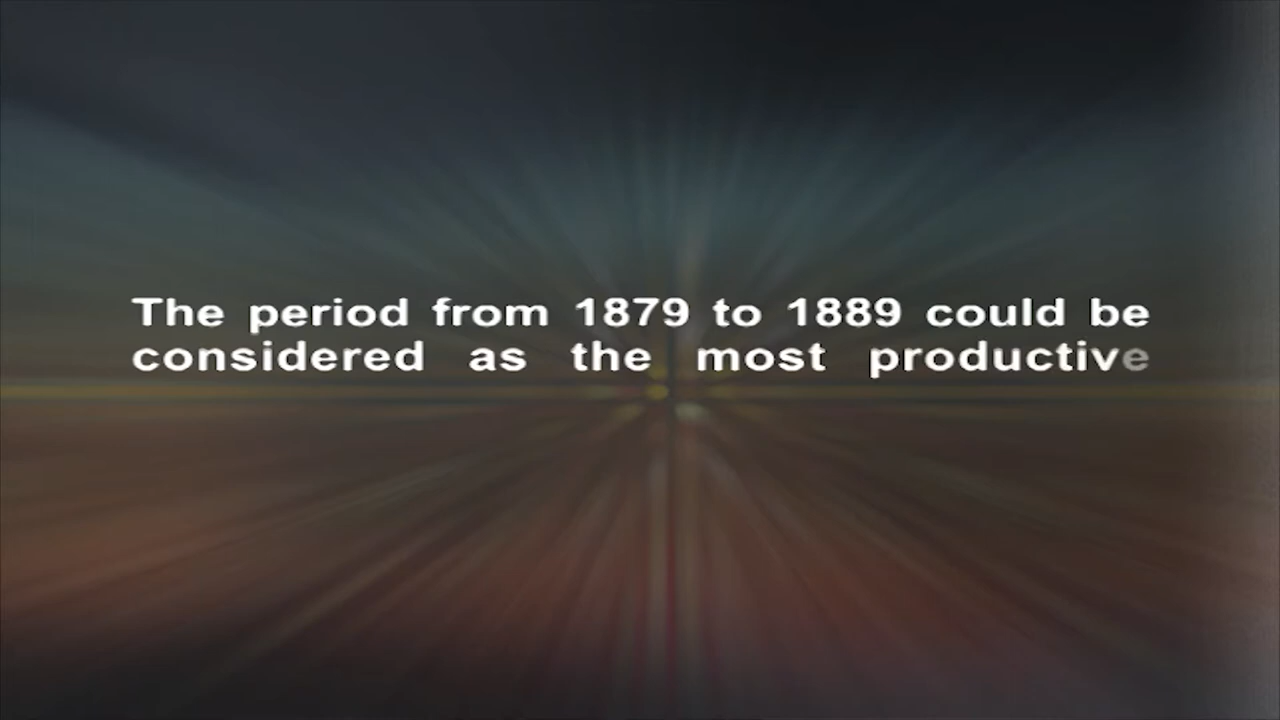 The period from 1879 to 1889 could be
considered as the most productive